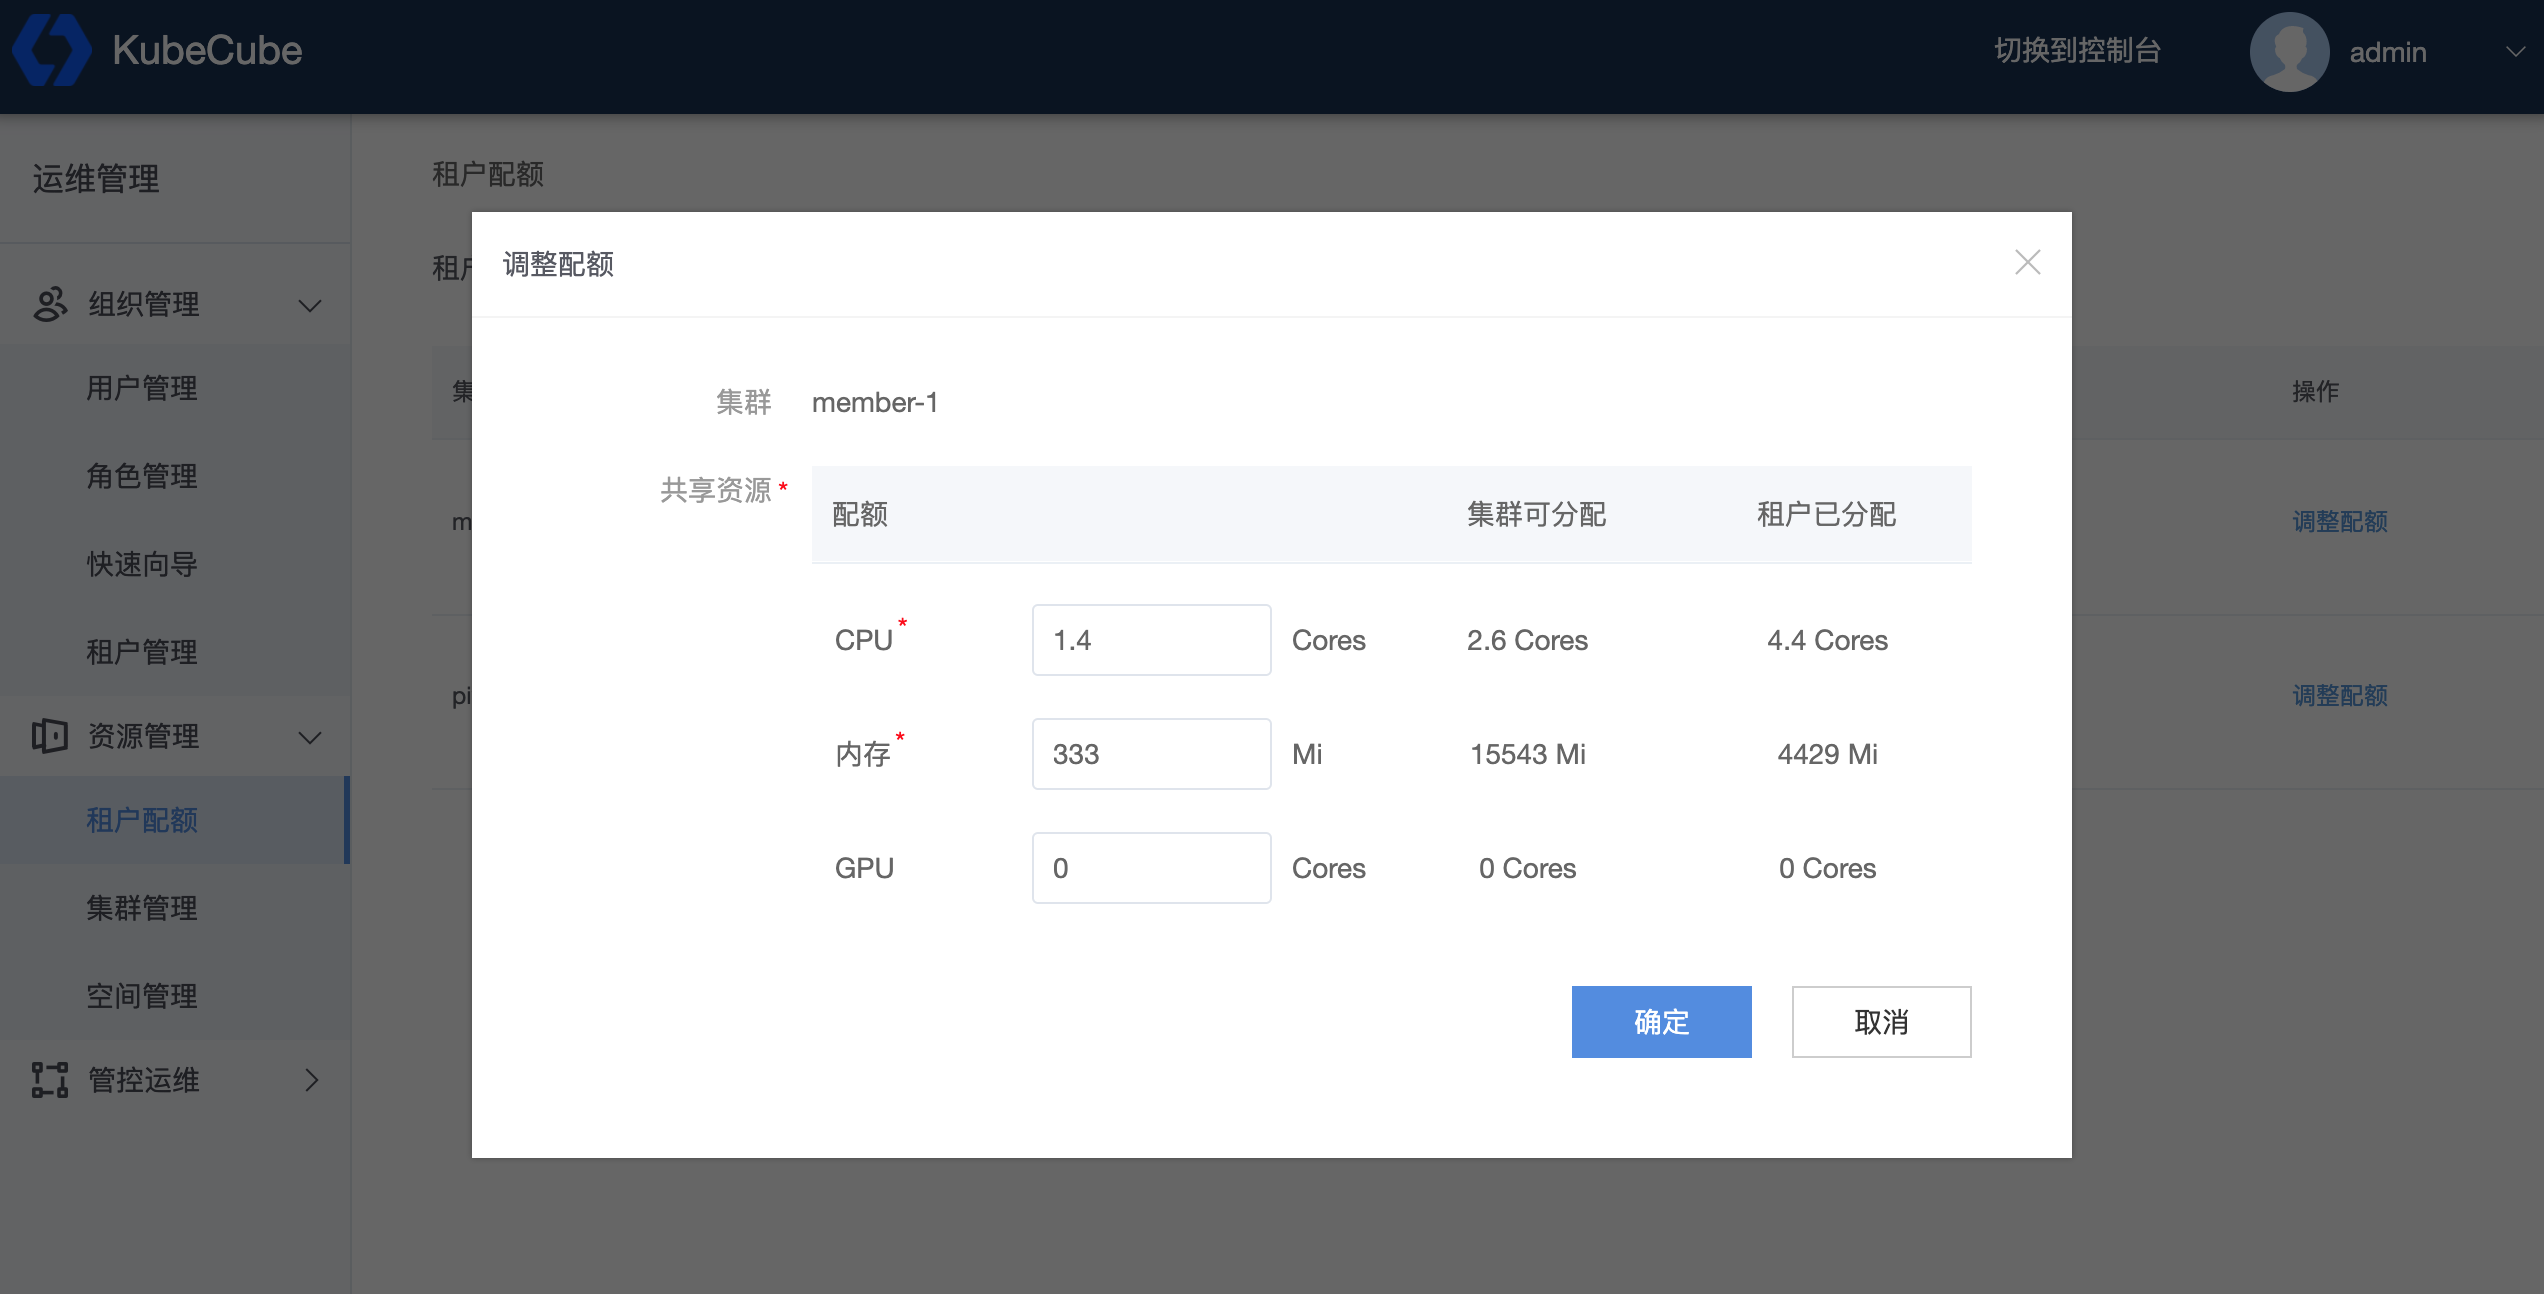 KubeCube
切换到控制台
admin
运维管理
组织管理
用户管理
角色管理
快速向导
租户管理
资源管理
租户配额
集群管理
空间管理
管控运维
租户配额
租户
集
操作
m
调整配额
pi
调整配额
调整配额
集群 member-1
共享资源 *
配额 集群可分配 租户已分配
CPU * 1.4 Cores 2.6 Cores 4.4 Cores
内存 * 333 Mi 15543 Mi 4429 Mi
GPU 0 Cores 0 Cores 0 Cores
确定 取消